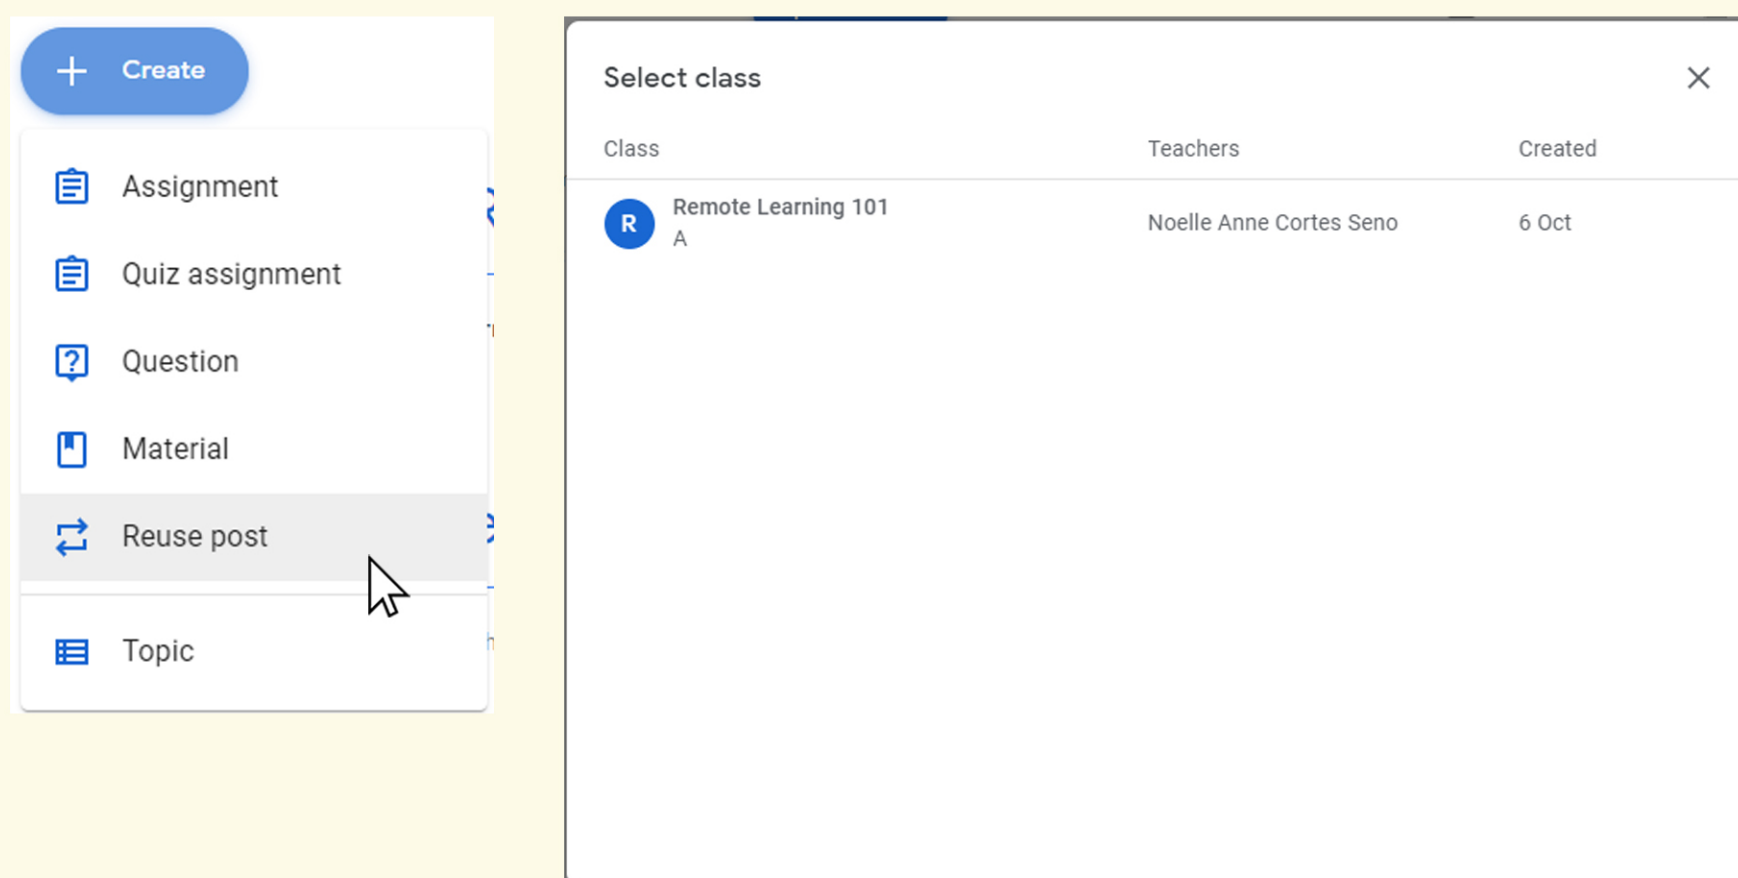 Create
Assignment
Quiz assignment
Question
Material
Reuse post
Topic
Select class
Class Teachers Created
R Remote Learning 101 Noelle Anne Cortes Seno 6 Oct
A